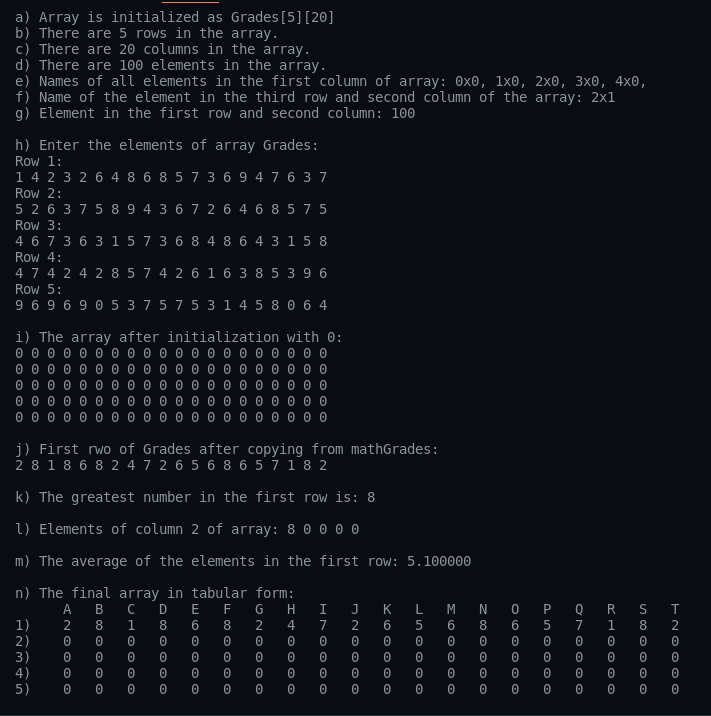 a) Array is initialized as Grades[5][20]
b) There are 5 rows in the array.
c) There are 20 columns in the array.
d) There are 100 elements in the array.
e) Names of all elements in the first column of array: 0x0, 1x0, 2x0, 3x0, 4x0,
f) Name of the element in the third row and second column of the array: 2x1
g) Element in the first row and second column: 100
h) Enter the elements of array Grades:
Row 1:
1 4 2 3 2 6 4 8 6 8 5 7 3 6 9 4 7 6 3 7
Row 2:
5 2 6 3 7 5 8 9 4 3 6 7 2 6 4 6 8 5 7 5
Row 3:
4 6 7 3 6 3 1 5 7 3 6 8 4 8 6 4 3 1 5 8
Row 4:
4 7 4 2 4 2 8 5 7 4 2 6 1 6 3 8 5 3 9 6
Row 5:
9 6 9 6 9 0 5 3 7 5 7 5 3 1 4 5 8 0 6 4
i) The array after initialization with 0:
0 0 0 0 0 0 0 0 0 0 0 0 0 0 0 0 0 0 0 0
0 0 0 0 0 0 0 0 0 0 0 0 0 0 0 0 0 0 0 0
0 0 0 0 0 0 0 0 0 0 0 0 0 0 0 0 0 0 0 0
0 0 0 0 0 0 0 0 0 0 0 0 0 0 0 0 0 0 0 0
0 0 0 0 0 0 0 0 0 0 0 0 0 0 0 0 0 0 0 0
j) First rwo of Grades after copying from mathGrades:
2 8 1 8 6 8 2 4 7 2 6 5 6 8 6 5 7 1 8 2
k) The greatest number in the first row is: 8
l) Elements of column 2 of array: 8 0 0 0 0
m) The average of the elements in the first row: 5.100000
n) The final array in tabular form:
A B C D E F G H I J K L M N O P Q R S T
1) 2 8 1 8 6 8 2 4 7 2 6 5 6 8 6 5 7 1 8 2
2) 0 0 0 0 0 0 0 0 0 0 0 0 0 0 0 0 0 0 0 0
3) 0 0 0 0 0 0 0 0 0 0 0 0 0 0 0 0 0 0 0 0
4) 0 0 0 0 0 0 0 0 0 0 0 0 0 0 0 0 0 0 0 0
5) 0 0 0 0 0 0 0 0 0 0 0 0 0 0 0 0 0 0 0 0